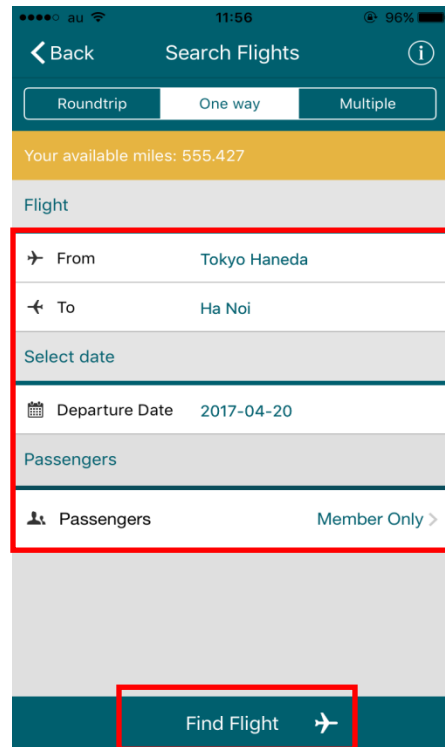 au 11:56 96%
Back Search Flights i
Roundtrip One way Multiple
Your available miles: 555.427
Flight
From Tokyo Haneda
To Ha Noi
Select date
Departure Date 2017-04-20
Passengers
Passengers Member Only
Find Flight